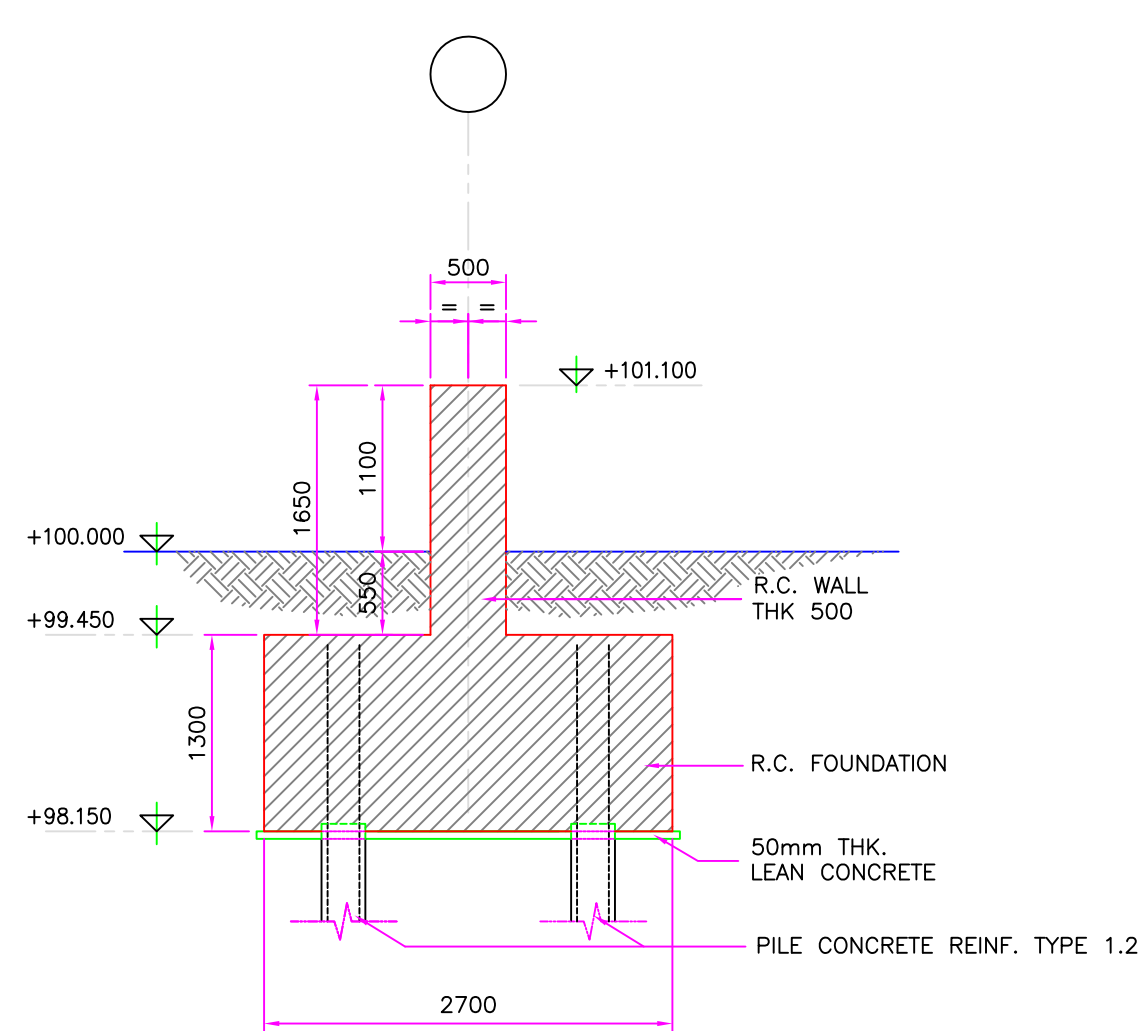 500
= =
+101.100
1100
1650
+100.000
550
R.C. WALL
THK 500
+99.450
1300
R.C. FOUNDATION
+98.150
50mm THK.
LEAN CONCRETE
PILE CONCRETE REINF. TYPE 1.2
2700